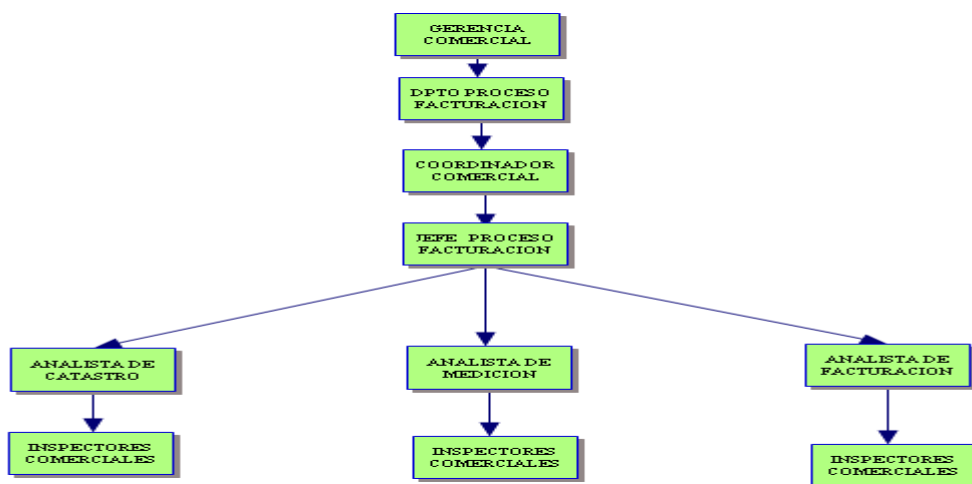 GERENCIA
COMERCIAL
DPTO PROCESO
FACTURACION
COORDINADOR
COMERCIAL
JEFE PROCESO
FACTURACION
ANALISTA DE
CATASTRO
ANALISTA DE
MEDICION
ANALISTA DE
FACTURACION
INSPECTORES
COMERCIALES
INSPECTORES
COMERCIALES
INSPECTORES
COMERCIALES